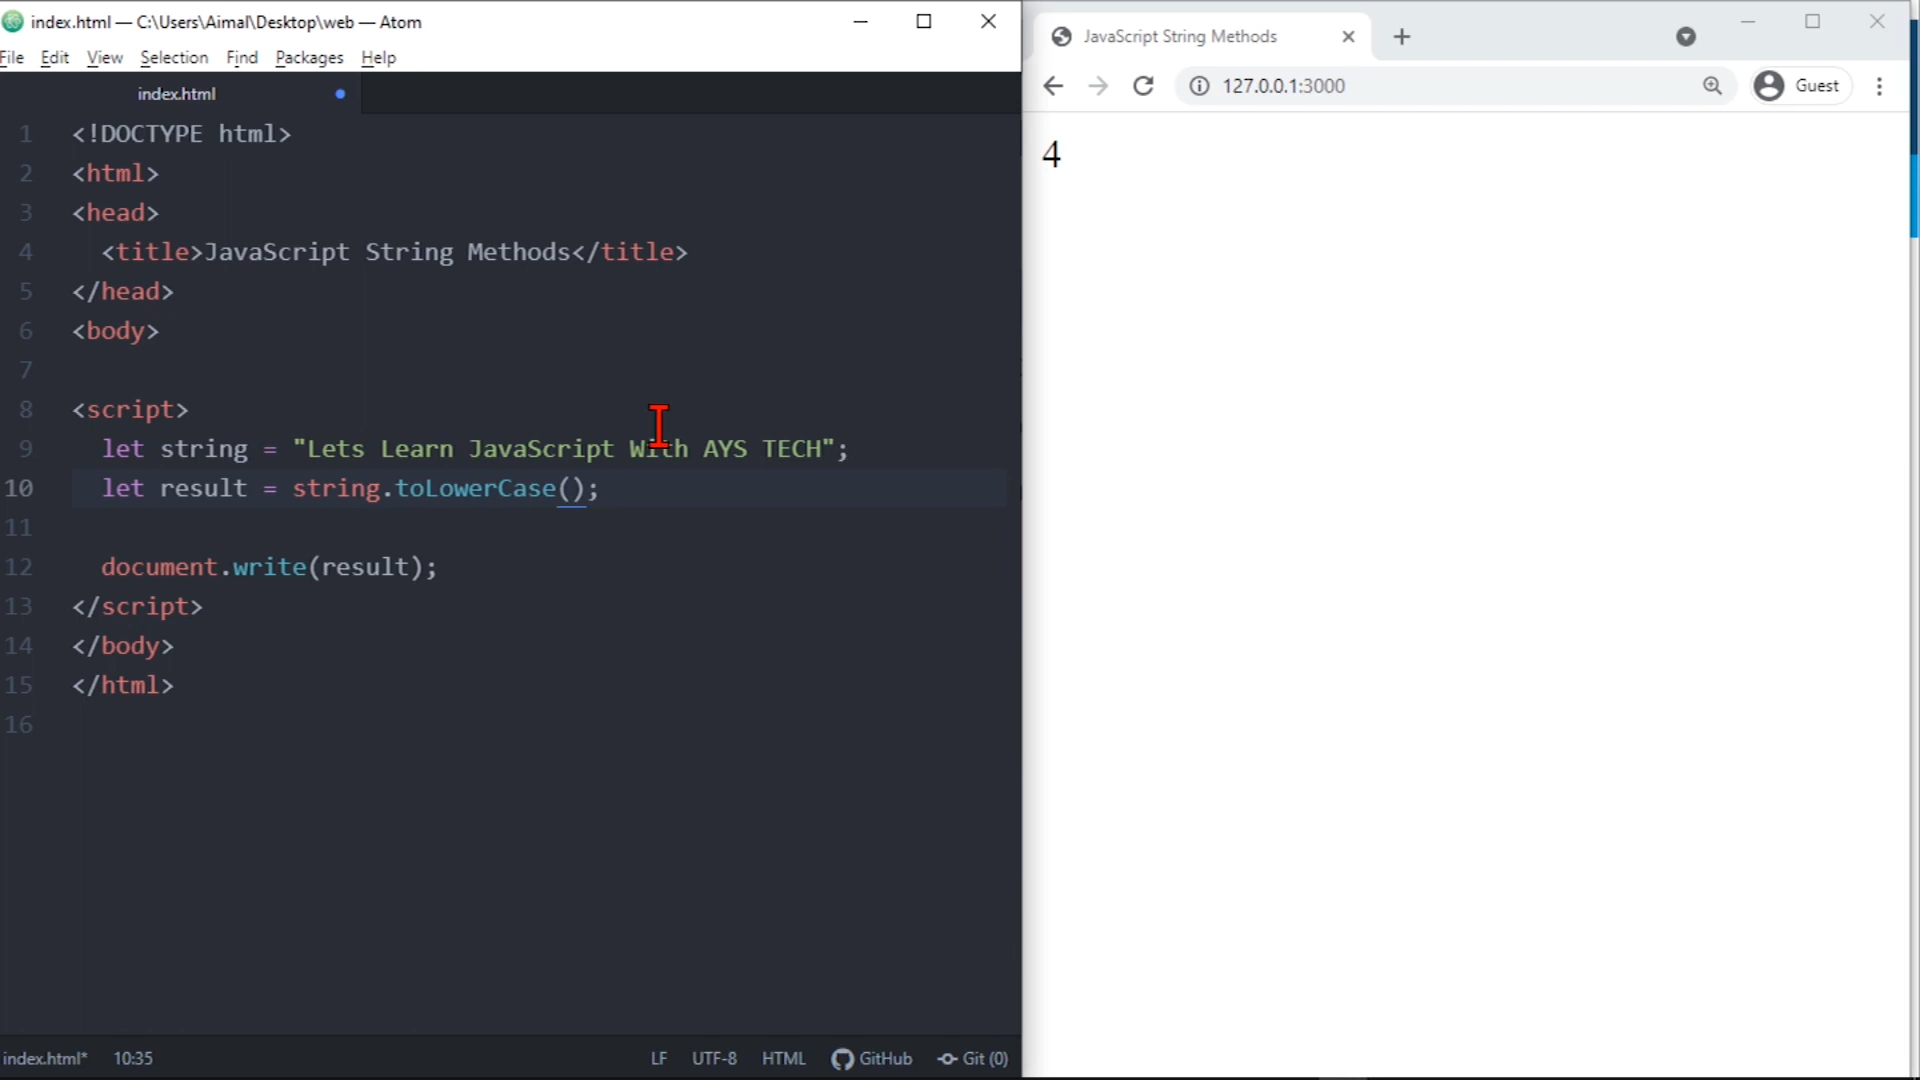 index.html — C:\Users\Aimal\Desktop\web — Atom
File Edit View Selection Find Packages Help
index.html
1 <!DOCTYPE html>
2 <html>
3 <head>
4 <title>JavaScript String Methods</title>
5 </head>
6 <body>
7
8 <script>
9 let string = "Lets Learn JavaScript With AYS TECH";
10 let result = string.toLowerCase();
11
12 document.write(result);
13 </script>
14 </body>
15 </html>
16
index.html* 10:35 LF UTF-8 HTML GitHub Git (0)
JavaScript String Methods
127.0.0.1:3000 Guest
4